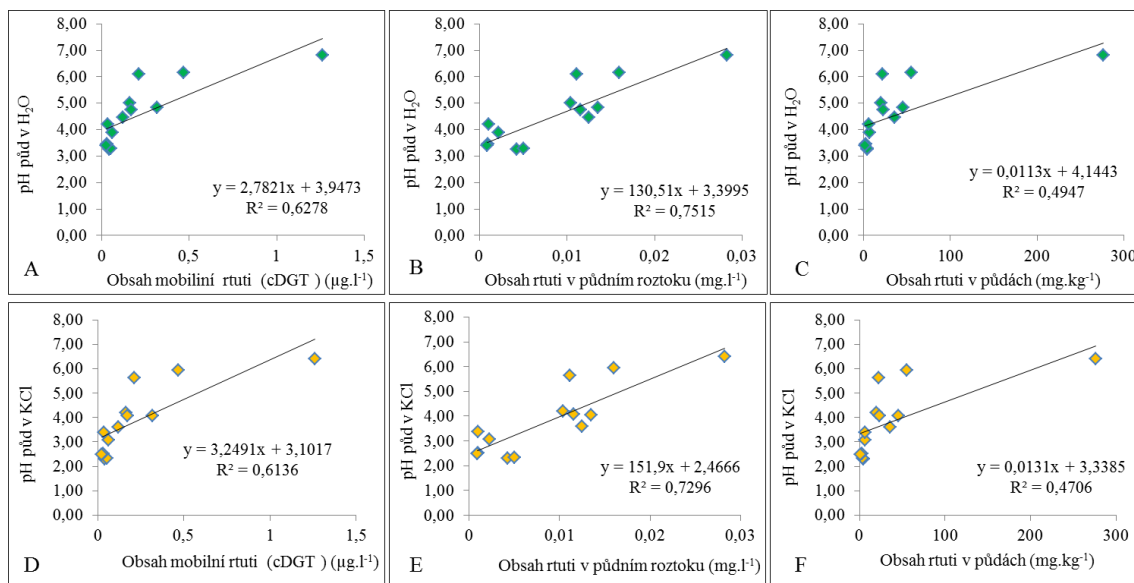 8,00
7,00
6,00
5,00
4,00
3,00
2,00
1,00
0,00
pH půd v H2O
y = 2,7821x + 3,9473
R² = 0,6278
0 0,5 1 1,5
A Obsah mobilní rtuti (cDGT ) (µg.l-1)
8,00
7,00
6,00
5,00
4,00
3,00
2,00
1,00
0,00
pH půd v H2O
y = 130,51x + 3,3995
R² = 0,7515
0 0,01 0,02 0,03
B Obsah rtuti v půdním roztoku (mg.l-1)
8,00
7,00
6,00
5,00
4,00
3,00
2,00
1,00
0,00
pH půd v H2O
y = 0,0113x + 4,1443
R² = 0,4947
0 100 200 300
C Obsah rtuti v půdách (mg.kg-1)
8,00
7,00
6,00
5,00
4,00
3,00
2,00
1,00
0,00
pH půd v KCl
y = 3,2491x + 3,1017
R² = 0,6136
0 0,5 1 1,5
D Obsah mobilní rtuti (cDGT ) (µg.l-1)
8,00
7,00
6,00
5,00
4,00
3,00
2,00
1,00
0,00
pH půd v KCl
y = 151,9x + 2,4666
R² = 0,7296
0 0,01 0,02 0,03
E Obsah rtuti v půdním roztoku (mg.l-1)
8,00
7,00
6,00
5,00
4,00
3,00
2,00
1,00
0,00
pH půd v KCl
y = 0,0131x + 3,3385
R² = 0,4706
0 100 200 300
F Obsah rtuti v půdách (mg.kg-1)